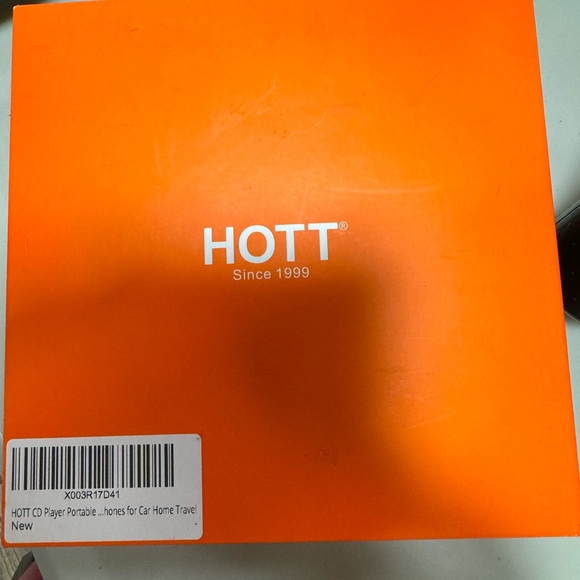 HOTT®
Since 1999
X003R17D41
HOTT CD Player Portable ...hones for Car Home Travel
New